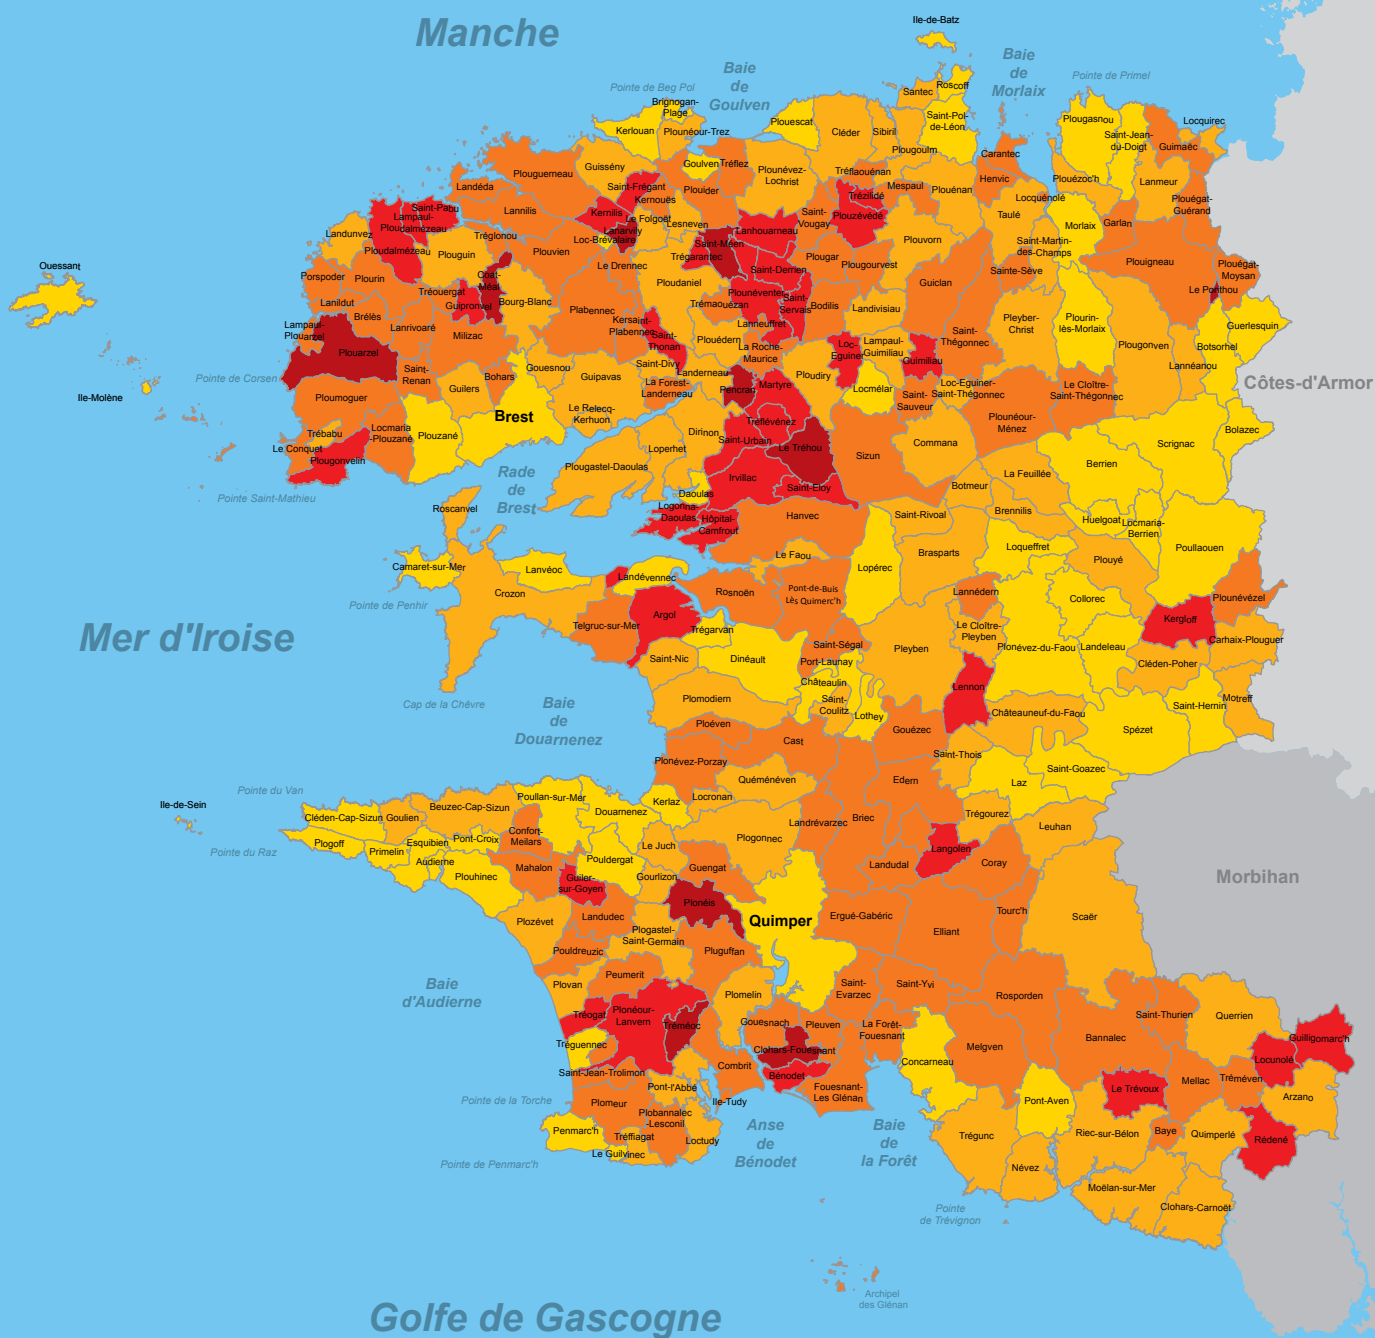 Manche
Ile-de-Batz
Baie
de
Morlaix
Pointe de Primel
Baie
de
Goulven
Pointe de Beg Pol
Roscoff
Santec
Brignogan-
Plage
Kerlouan
Plounéour-Trez
Plouescat
Cléder
Sibiril
Saint-Pol-
de-Léon
Plougoulm
Plougasnou
Saint-Jean-
du-Doigt
Locquirec
Guimaëc
Carantec
Guissény
Goulven
Tréflez
Plounévez-
Lochrist
Tréflaouénan
Plouguerneau
Landéda
Lannilis
Saint-Frégant
Kernouës
Plouider
Mespaul
Plouénan
Henvic
Plouézoc'h
Lanmeur
Locquénolé
Plouégat-
Guérand
Trézilidé
Plouzévédé
Saint-
Vougay
Taulé
Morlaix
Garlan
Saint-Pabu
Lampaul-
Ploudalmézeau
Ploudalmézeau
Landunvez
Tréglonou
Kernilis
Lanarvily
Le Folgoët
Loc-Brévalaire
Lesneven
Lanhouarneau
Saint-Méen
Trégarantec
Saint-Derrien
Plougar
Plougourvest
Plouvorn
Saint-Martin-
des-Champs
Sainte-Sève
Plouigneau
Plouégat-
Moysan
Le Ponthou
Ouessant
Porspoder
Plourin
Plouguin
Plouvien
Le Drennec
Ploudaniel
Coat-
Méal
Tréouergat
Guipronvel
Bourg-Blanc
Plabennec
Trémaouézan
Plounéventer
Saint-
Servais
Bodilis
Guiclan
Landivisiau
Pleyber-
Christ
Plourin-
lès-Morlaix
Guerlesquin
Botsorhel
Lanildut
Brélès
Lanrivoaré
Milizac
Kersaint-
Plabennec
Saint-
Thonan
Lanneuffret
Plouédern
La Roche-
Maurice
Loc-
Eguiner
Lampaul-
Guimiliau
Guimiliau
Saint-
Thégonnec
Plougonven
Lannéanou
Lampaul-
Plouarzel
Plouarzel
Saint-
Renan
Bohars
Guilers
Gouesnou
Guipavas
Saint-Divy
La Forest-
Landerneau
Landerneau
Pencran
Martyre
Ploudiry
Locmélar
Saint-
Sauveur
Loc-Eguiner-
Saint-Thégonnec
Le Cloître-
Saint-Thégonnec
Plounéour-
Ménez
Côtes-d'Armor
Pointe de Corsen
Ile-Molène
Ploumoguer
Brest
Le Relecq-
Kerhuon
Trébabu
Le Conquet
Plougonvelin
Locmaria
-Plouzané
Plouzané
Dirinon
Tréflévénez
Saint-Urbain
Le Tréhou
Sizun
Commana
Bolazec
Scrignac
Berrien
Loperhet
Plougastel-Daoulas
Irvillac
Saint-Eloy
La Feuillée
Botmeur
Pointe Saint-Mathieu
Rade
de
Brest
Daoulas
Logonna-
Daoulas
Hôpital-
Camfrout
Hanvec
Saint-Rivoal
Brennilis
Huelgoat
Locmaria-
Berrien
Roscanvel
Le Faou
Lopérec
Brasparts
Loqueffret
Plouyé
Poullaouen
Camaret-sur-Mer
Lanvéoc
Landévennec
Crozon
Rosnoën
Pont-de-Buis
Lès Quimerc'h
Lannédern
Collorec
Plounévézel
Pointe de Penhir
Argol
Telgruc-sur-Mer
Trégarvan
Le Cloître-
Pleyben
Kergloff
Carhaix-Plouguer
Mer d'Iroise
Saint-Nic
Dinéault
Saint-Ségal
Port-Launay
Pleyben
Plonévez-du-Faou
Landeleau
Cléden-Poher
Châteaulin
Saint-
Coulitz
Lennon
Cap de la Chêvre
Plomodiern
Lothey
Châteauneuf-du-Faou
Saint-Hernin
Motreff
Baie
de
Douarnenez
Ploéven
Cast
Gouézec
Spézet
Plonévez-Porzay
Saint-Thois
Saint-Goazec
Laz
Quéménéven
Edern
Pointe du Van
Ile-de-Sein
Beuzec-Cap-Sizun
Poullan-sur-Mer
Douarnenez
Kerlaz
Locronan
Trégourez
Cléden-Cap-Sizun
Goulien
Landrévarzec
Briec
Leuhan
Plogoff
Primelin
Esquibien
Audierne
Pont-Croix
Confort-
Meilars
Plogonnec
Le Juch
Langolen
Coray
Pointe du Raz
Mahalon
Pouldergat
Guengat
Landudal
Plouhinec
Guiler-
sur-Goyen
Gourlizon
Morbihan
Plonéis
Quimper
Ergué-Gabéric
Tourc'h
Scaër
Plozévet
Landudec
Plogastel-
Saint-Germain
Elliant
Pouldreuzic
Pluguffan
Baie
d'Audierne
Peumerit
Plovan
Plomelin
Saint-
Evarzec
Saint-Yvi
Rosporden
Tréogat
Plonéour-
Lanvern
Tréméoc
Gouesnach
Pleuven
La Forêt-
Fouesnant
Saint-Thurien
Querrien
Guilligomarc'h
Tréguennec
Clohars-Fouesnant
Melgven
Bannalec
Locunolé
Concarneau
Saint-Jean-Trolimon
Combrit
Bénodet
Fouesnant-
Les Glénan
Le Trévoux
Mellac
Tréméven
Arzano
Pointe de la Torche
Pont-l'Abbé
Ile-Tudy
Plomeur
Plobannalec
-Lesconil
Pont-Aven
Penmarc'h
Tréffiagat
Le Guilvinec
Loctudy
Anse
de
Bénodet
Baie
de
la Forêt
Trégunc
Riec-sur-Bélon
Baye
Quimperlé
Rédené
Pointe de Penmarc'h
Névez
Moëlan-sur-Mer
Clohars-Carnoët
Pointe
de Trévignon
Archipel
des Glénan
Golfe de Gascogne